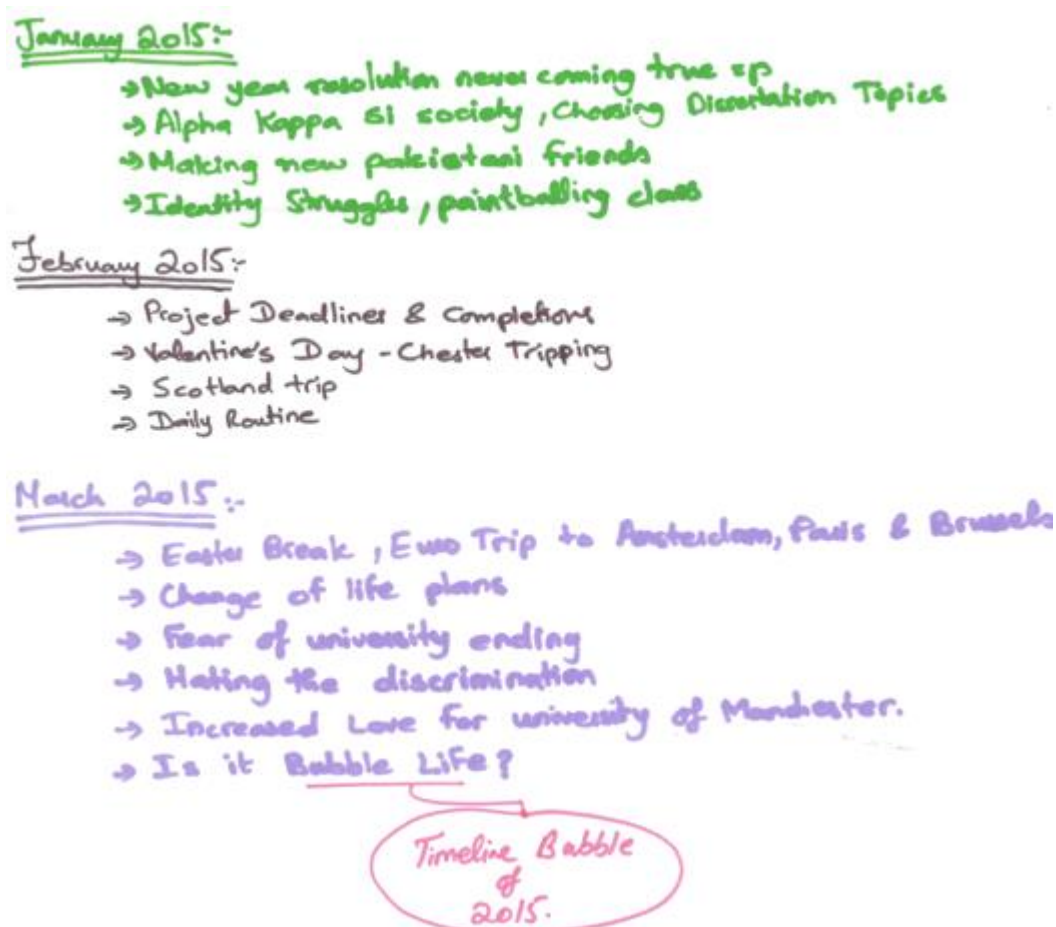 January 2015:-
→ New year resolution never coming true =p
→ Alpha Kappa Si society, Choosing Dissertation Topics
→ Making new pakistani friends
→ Identity Struggles, paintballing class
February 2015:-
→ Project Deadlines & Completions
→ Valentine's Day - Chester Tripping
→ Scotland trip
→ Daily Routine
March 2015:-
→ Easter Break, Euro Trip to Amsterdam, Paris & Brussels
→ Change of life plans
→ Fear of university ending
→ Hating the discrimination
→ Increased Love for university of Manchester.
→ Is it Babble Life?
Timeline Babble
of
2015.